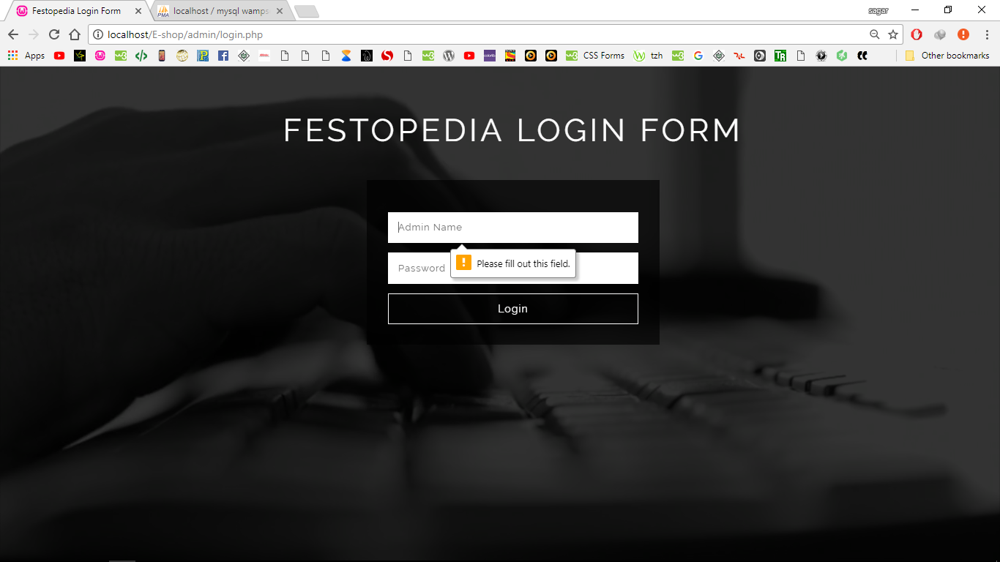 Festopedia Login Form
localhost / mysql wamps
sagar
localhost/E-shop/admin/login.php
Apps
CSS Forms
tzh
Other bookmarks
FESTOPEDIA LOGIN FORM
Admin Name
Please fill out this field.
Password
Login